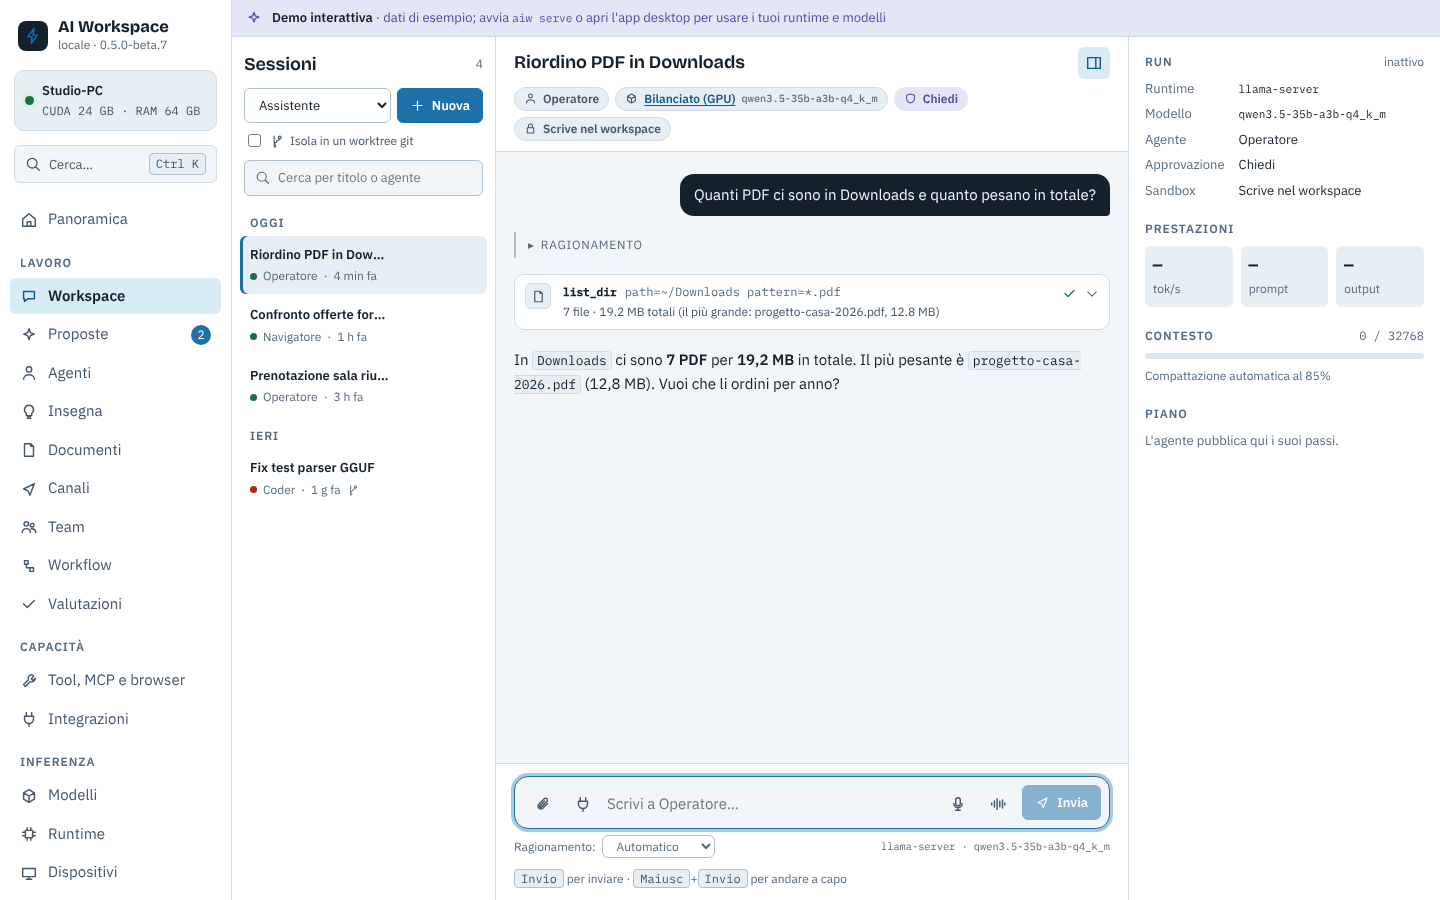 AI Workspace
locale · 0.5.0-beta.7
Studio-PC
CUDA 24 GB · RAM 64 GB
Cerca... Ctrl K
Panoramica
LAVORO
Workspace
Proposte 2
Agenti
Insegna
Documenti
Canali
Team
Workflow
Valutazioni
CAPACITÀ
Tool, MCP e browser
Integrazioni
INFERENZA
Modelli
Runtime
Dispositivi
Demo interattiva · dati di esempio; avvia aiw serve o apri l'app desktop per usare i tuoi runtime e modelli
Sessioni 4
Assistente Nuova
Isola in un worktree git
Cerca per titolo o agente
OGGI
Riordino PDF in Dow...
Operatore · 4 min fa
Confronto offerte for...
Navigatore · 1 h fa
Prenotazione sala riu...
Operatore · 3 h fa
IERI
Fix test parser GGUF
Coder · 1 g fa
Riordino PDF in Downloads
Operatore Bilanciato (GPU) qwen3.5-35b-a3b-q4_k_m Chiedi
Scrive nel workspace
Quanti PDF ci sono in Downloads e quanto pesano in totale?
RAGIONAMENTO
list_dir path=~/Downloads pattern=*.pdf
7 file · 19.2 MB totali (il più grande: progetto-casa-2026.pdf, 12.8 MB)
In Downloads ci sono 7 PDF per 19,2 MB in totale. Il più pesante è progetto-casa-
2026.pdf (12,8 MB). Vuoi che li ordini per anno?
Scrivi a Operatore... Invia
Ragionamento: Automatico llama-server · qwen3.5-35b-a3b-q4_k_m
Invio per inviare · Maiusc+Invio per andare a capo
RUN inattivo
Runtime llama-server
Modello qwen3.5-35b-a3b-q4_k_m
Agente Operatore
Approvazione Chiedi
Sandbox Scrive nel workspace
PRESTAZIONI
– – –
tok/s prompt output
CONTESTO 0 / 32768
Compattazione automatica al 85%
PIANO
L'agente pubblica qui i suoi passi.